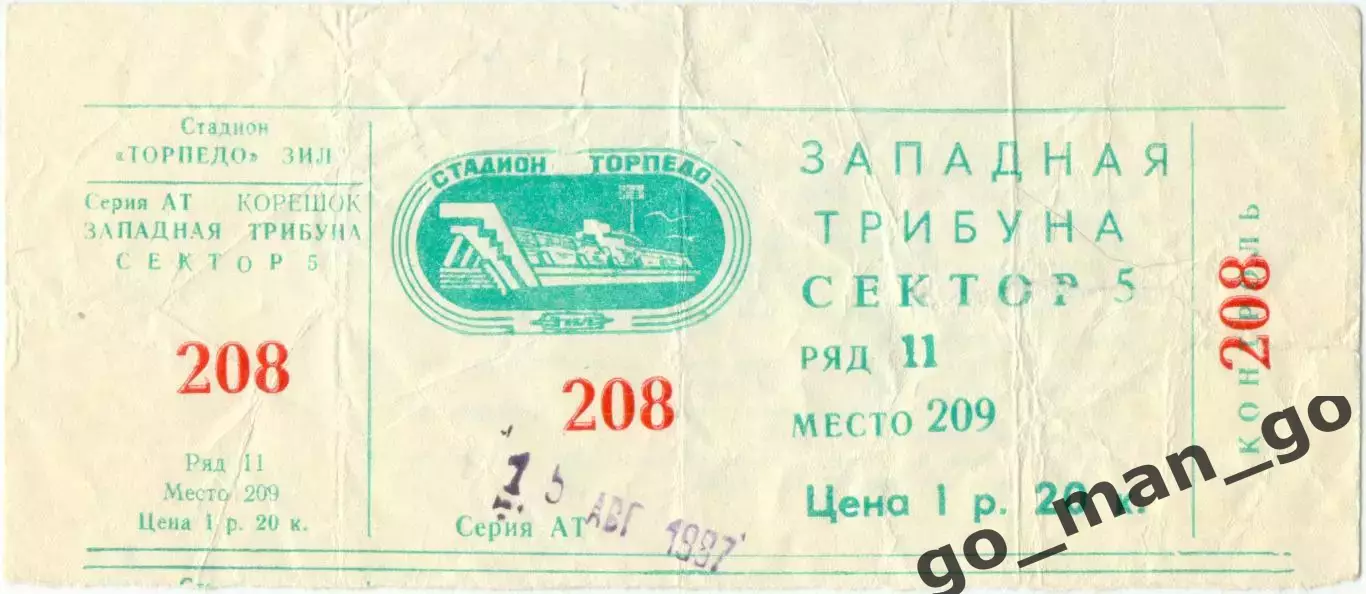 Стадион
«ТОРПЕДО» ЗИЛ
Серия АТ КОРЕШОК
ЗАПАДНАЯ ТРИБУНА
СЕКТОР 5
208
Ряд 11
Место 209
Цена 1 р. 20 к.
СТАДИОН ТОРПЕДО
ЗИЛ
208
15 АВГ 1987
Серия АТ
ЗАПАДНАЯ
ТРИБУНА
СЕКТОР 5
РЯД 11
МЕСТО 209
Цена 1 р. 20 к.
КОНТРОЛЬ
208
go_man_go